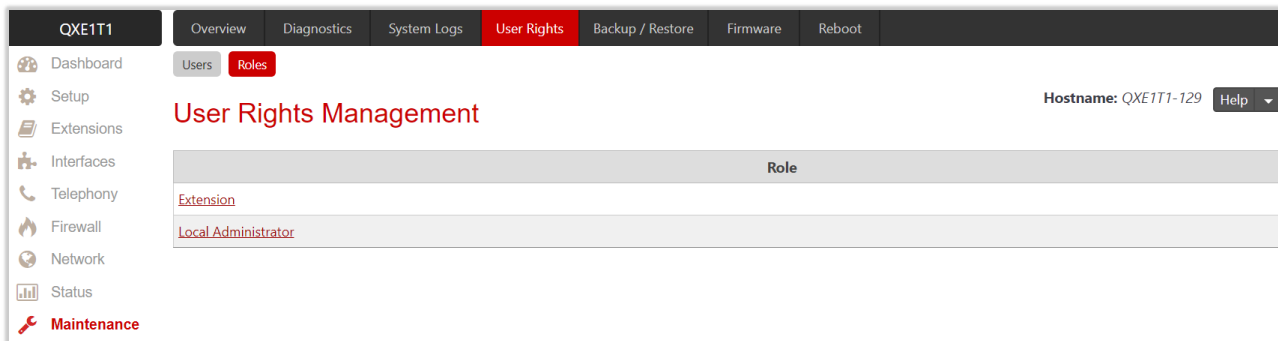 QXE1T1
Overview Diagnostics System Logs User Rights Backup / Restore Firmware Reboot
Dashboard
Setup
Extensions
Interfaces
Telephony
Firewall
Network
Status
Maintenance
Users Roles
User Rights Management
Hostname: QXE1T1-129 Help
Role
Extension
Local Administrator